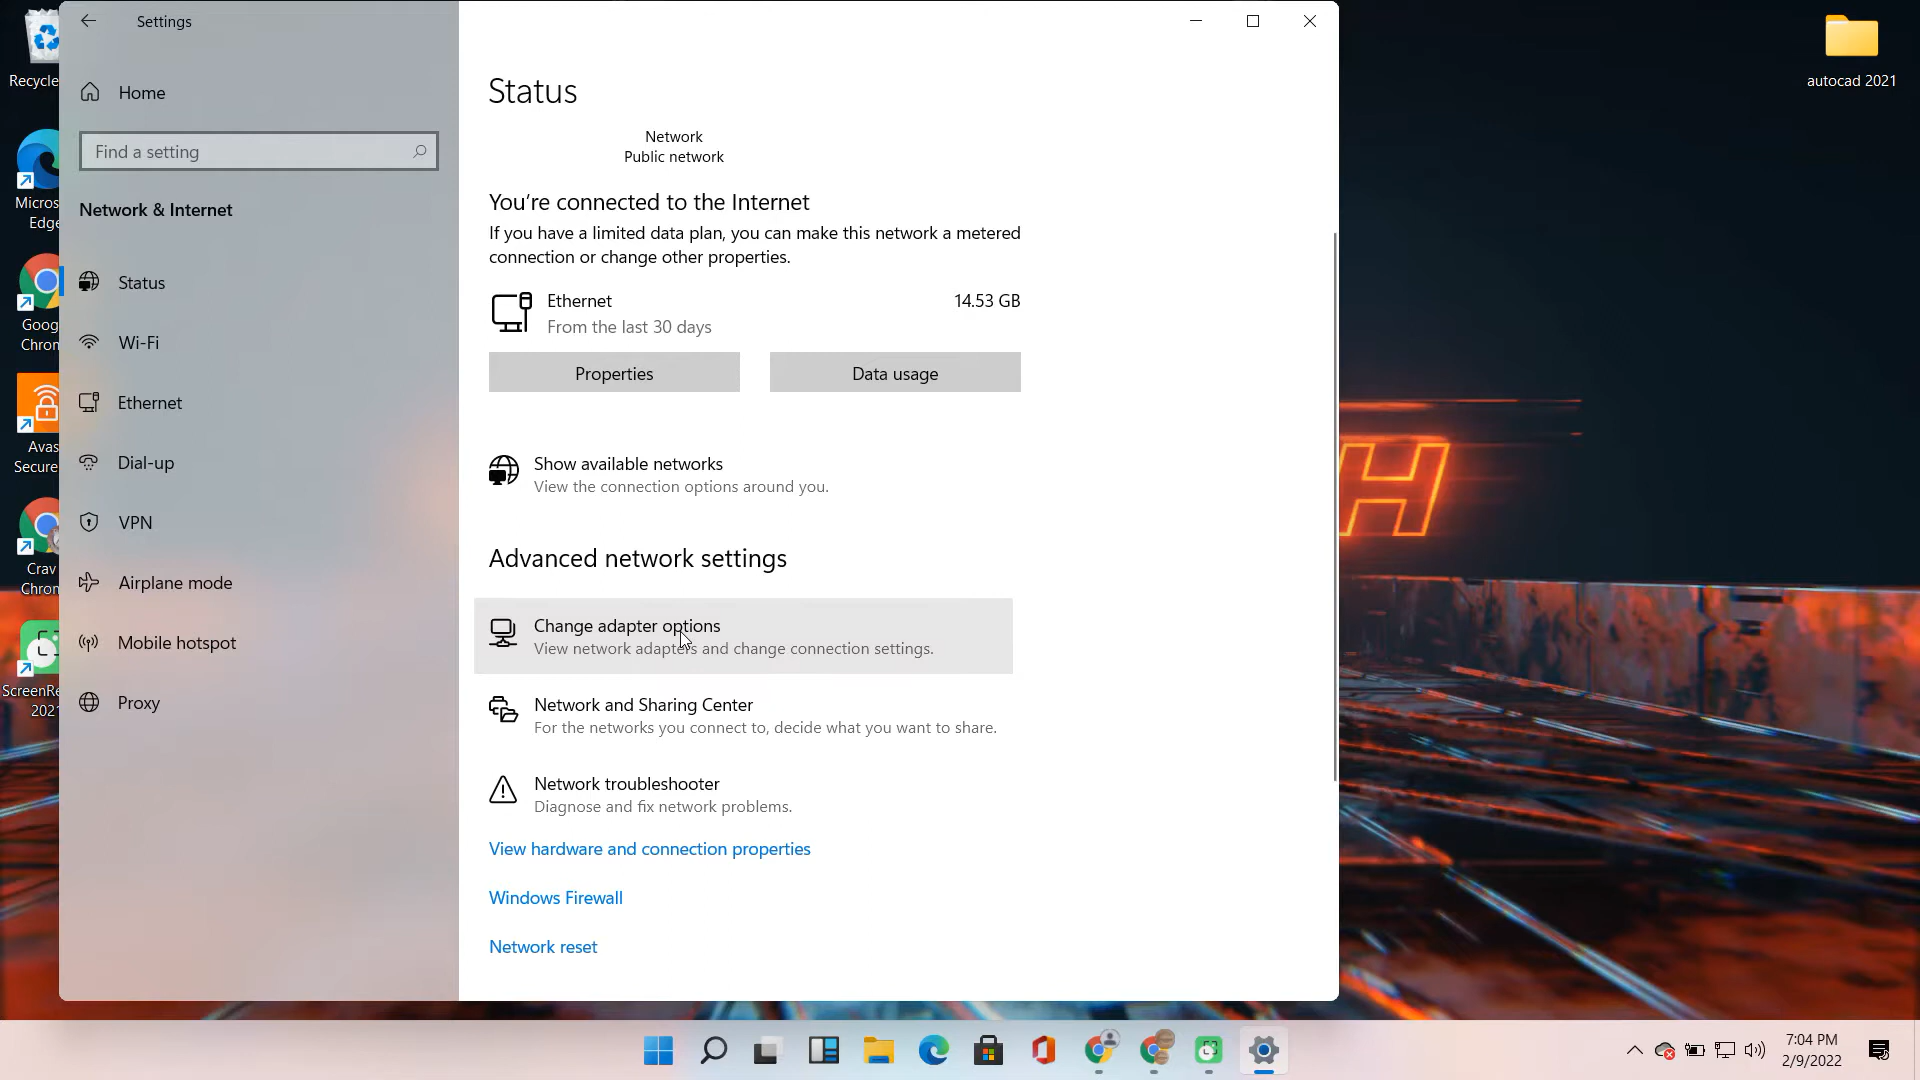 Settings
Home
Find a setting
Network & Internet
Status
Wi-Fi
Ethernet
Dial-up
VPN
Airplane mode
Mobile hotspot
Proxy
Status
Network
Public network
You're connected to the Internet
If you have a limited data plan, you can make this network a metered
connection or change other properties.
Ethernet
14.53 GB
From the last 30 days
Properties
Data usage
Show available networks
View the connection options around you.
Advanced network settings
Change adapter options
View network adapters and change connection settings.
Network and Sharing Center
For the networks you connect to, decide what you want to share.
Network troubleshooter
Diagnose and fix network problems.
View hardware and connection properties
Windows Firewall
Network reset
Recycle
Micros
Edge
Goog
Chron
Avas
Secure
Crav
Chron
ScreenRe
2021
autocad 2021
H
7:04 PM
2/9/2022